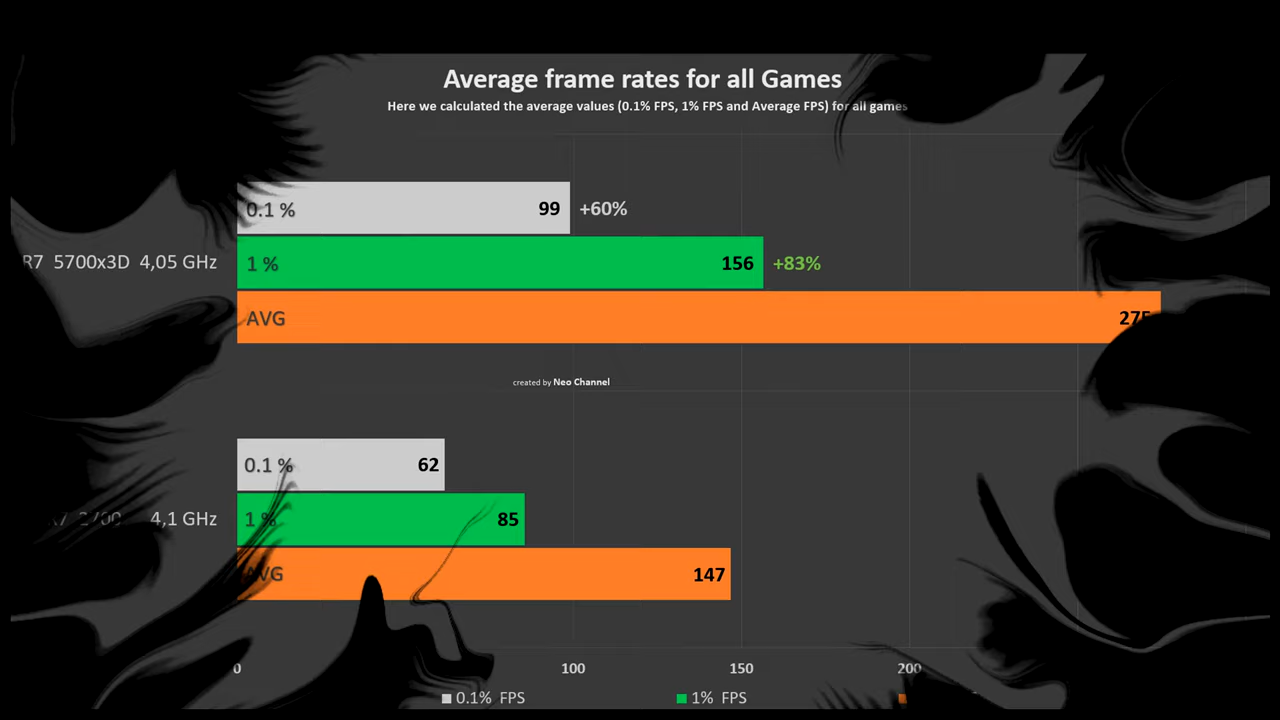 Average frame rates for all Games
Here we calculated the average values (0.1% FPS, 1% FPS and Average FPS) for all games
0.1 % 99 +60%
R7 5700x3D 4,05 GHz 1 % 156 +83%
AVG 275
created by Neo Channel
0.1 % 62
4,1 GHz 1 % 85
AVG 147
0 100 150 200
0.1% FPS 1% FPS